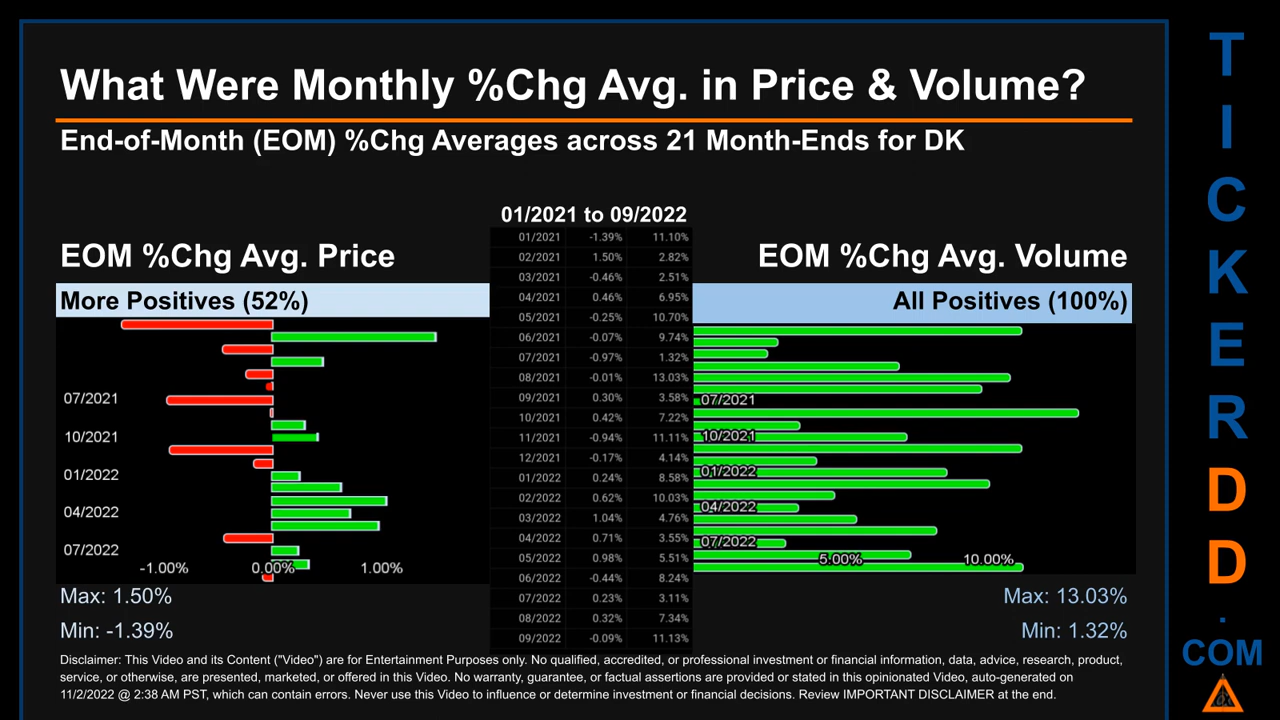 What Were Monthly %Chg Avg. in Price & Volume?
End-of-Month (EOM) %Chg Averages across 21 Month-Ends for DK
01/2021 to 09/2022
EOM %Chg Avg. Price
EOM %Chg Avg. Volume
More Positives (52%)
All Positives (100%)
01/2021 -1.39% 11.10%
02/2021 1.50% 2.82%
03/2021 -0.46% 2.51%
04/2021 0.46% 6.95%
05/2021 -0.25% 10.70%
06/2021 -0.07% 9.74%
07/2021 -0.97% 1.32%
08/2021 -0.01% 13.03%
09/2021 0.30% 3.58%
10/2021 0.42% 7.22%
11/2021 -0.94% 11.11%
12/2021 -0.17% 4.14%
01/2022 0.24% 8.58%
02/2022 0.62% 10.03%
03/2022 1.04% 4.76%
04/2022 0.71% 3.55%
05/2022 0.98% 5.51%
06/2022 -0.44% 8.24%
07/2022 0.23% 3.11%
08/2022 0.32% 7.34%
09/2022 -0.09% 11.13%
07/2021
10/2021
01/2022
04/2022
07/2022
-1.00% 0.00% 1.00%
07/2021
10/2021
01/2022
04/2022
07/2022
5.00% 10.00%
Max: 1.50%
Min: -1.39%
Max: 13.03%
Min: 1.32%
Disclaimer: This Video and its Content ("Video") are for Entertainment Purposes only. No qualified, accredited, or professional investment or financial information, data, advice, research, product,
service, or otherwise, are presented, marketed, or offered in this Video. No warranty, guarantee, or factual assertions are provided or stated in this opinionated Video, auto-generated on
11/2/2022 @ 2:38 AM PST, which can contain errors. Never use this Video to influence or determine investment or financial decisions. Review IMPORTANT DISCLAIMER at the end.
T
I
C
K
E
R
D
D
.
COM